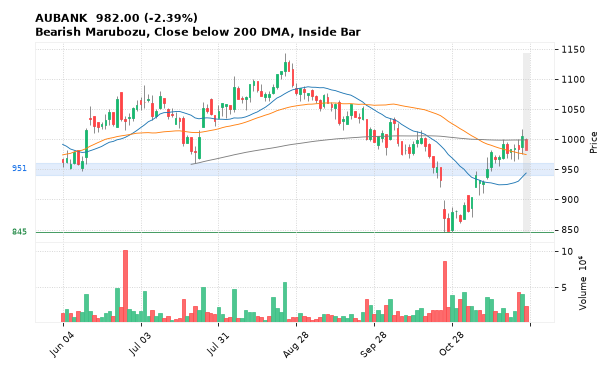 AUBANK 982.00 (-2.39%)
Bearish Marubozu, Close below 200 DMA, Inside Bar
1150
1100
1050
1000
951
950
900
845
850
Price
10
5
Volume 10⁶
Jun 04
Jul 03
Jul 31
Aug 28
Sep 28
Oct 28